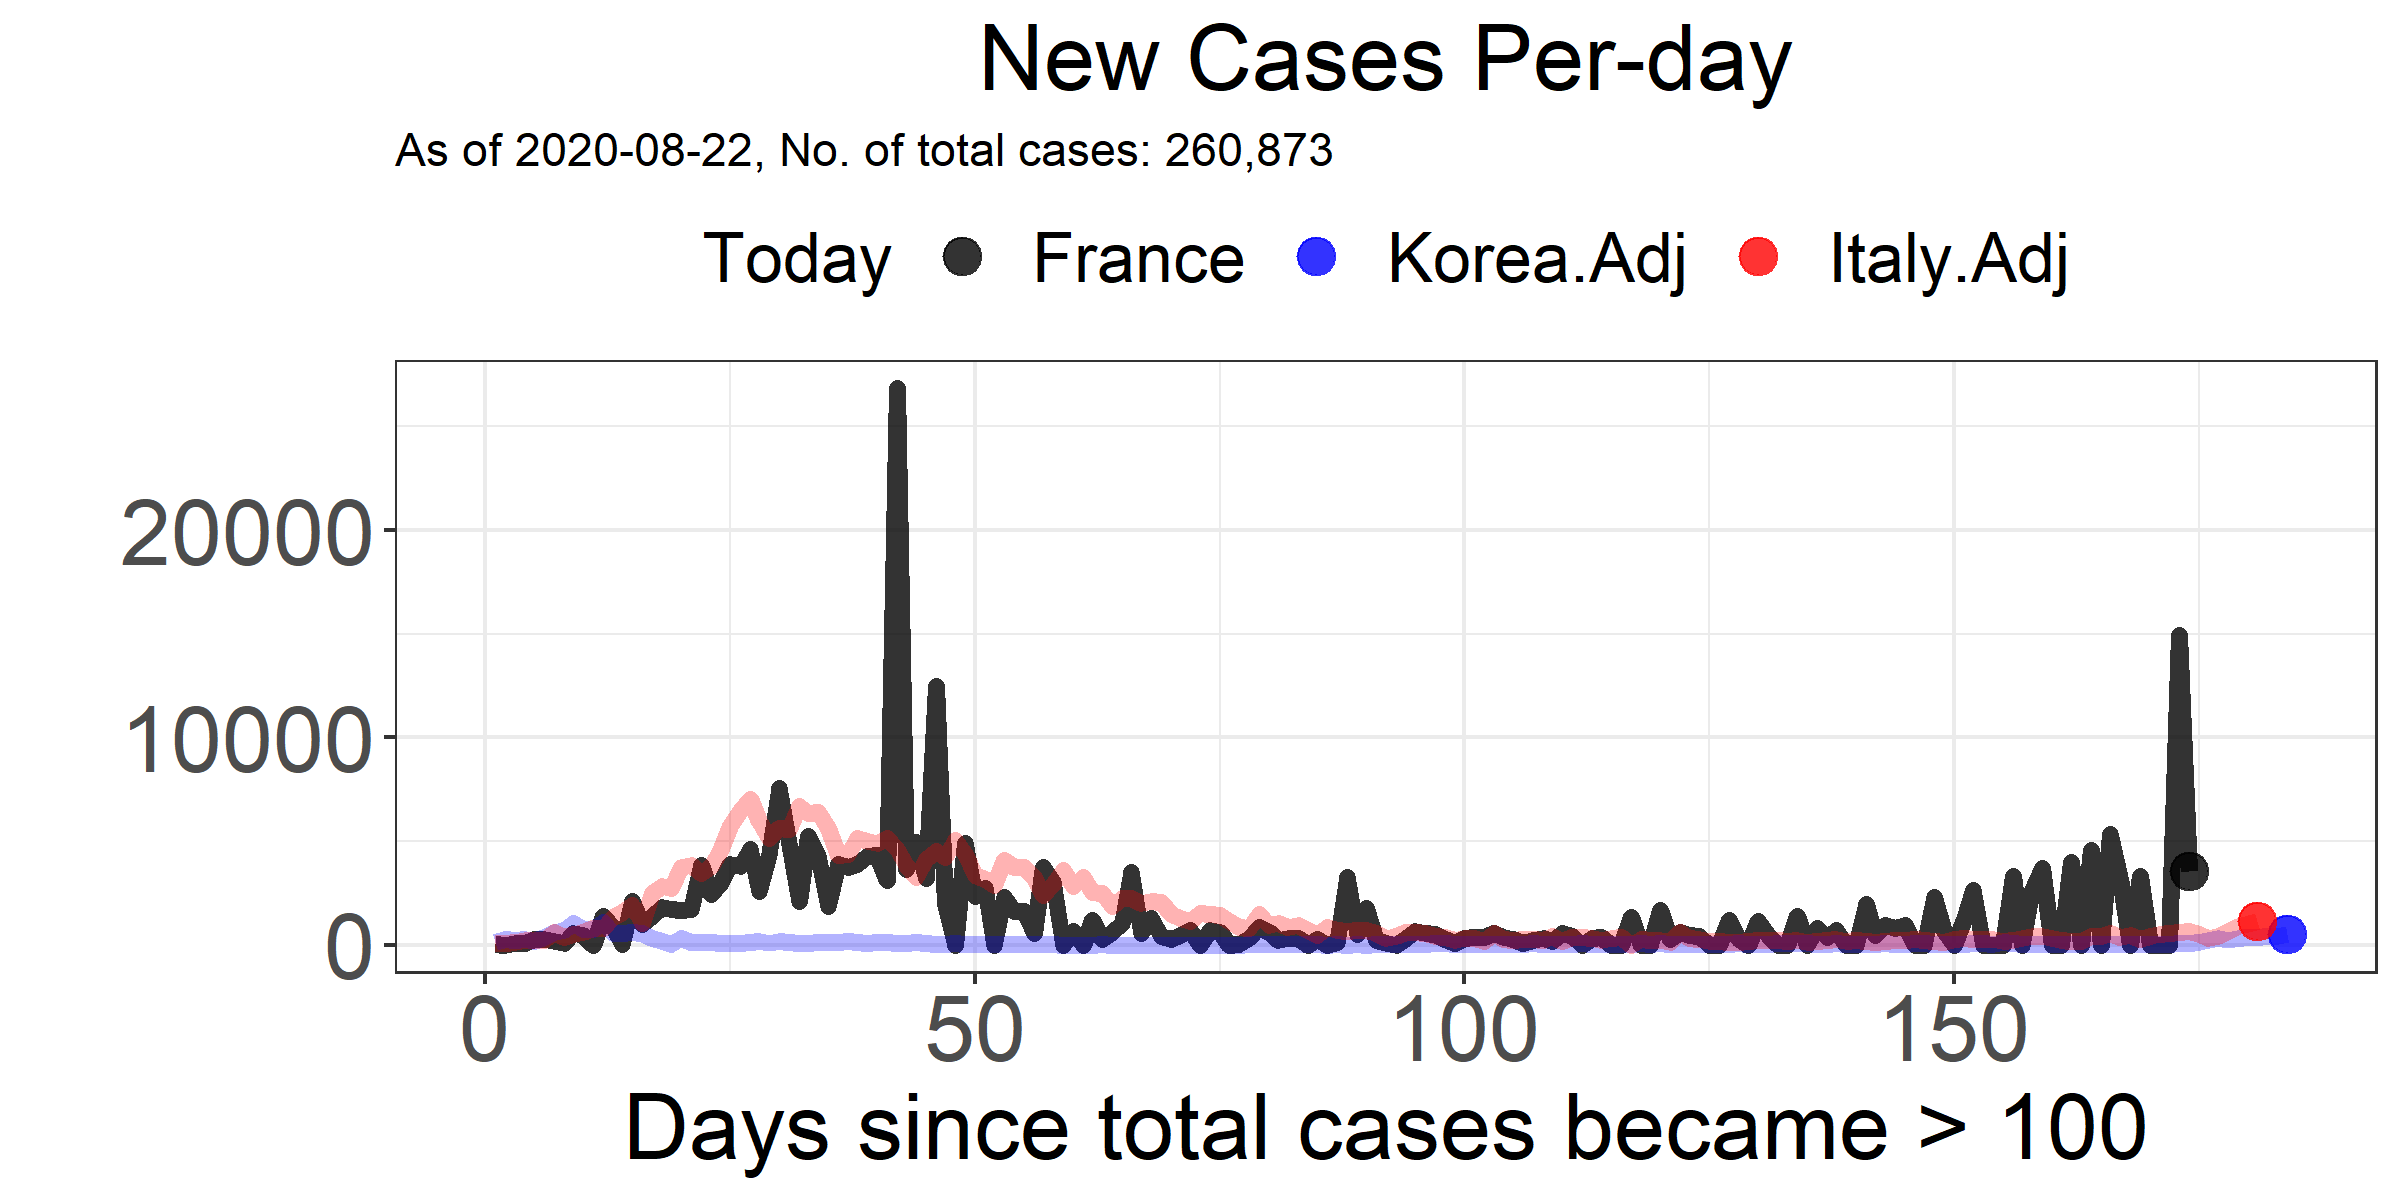 New Cases Per-day
As of 2020-08-22, No. of total cases: 260,873
Today France Korea.Adj Italy.Adj
20000
10000
0
0 50 100 150
Days since total cases became > 100